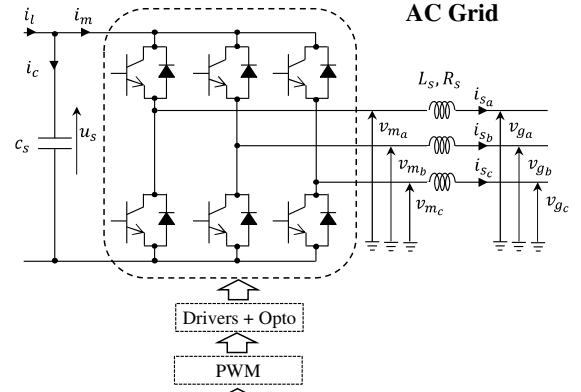 AC Grid
i_l
i_m
i_c
c_s
u_s
L_s, R_s
i_{s_a}
i_{s_b}
i_{s_c}
v_{m_a}
v_{m_b}
v_{m_c}
v_{g_a}
v_{g_b}
v_{g_c}
Drivers + Opto
PWM